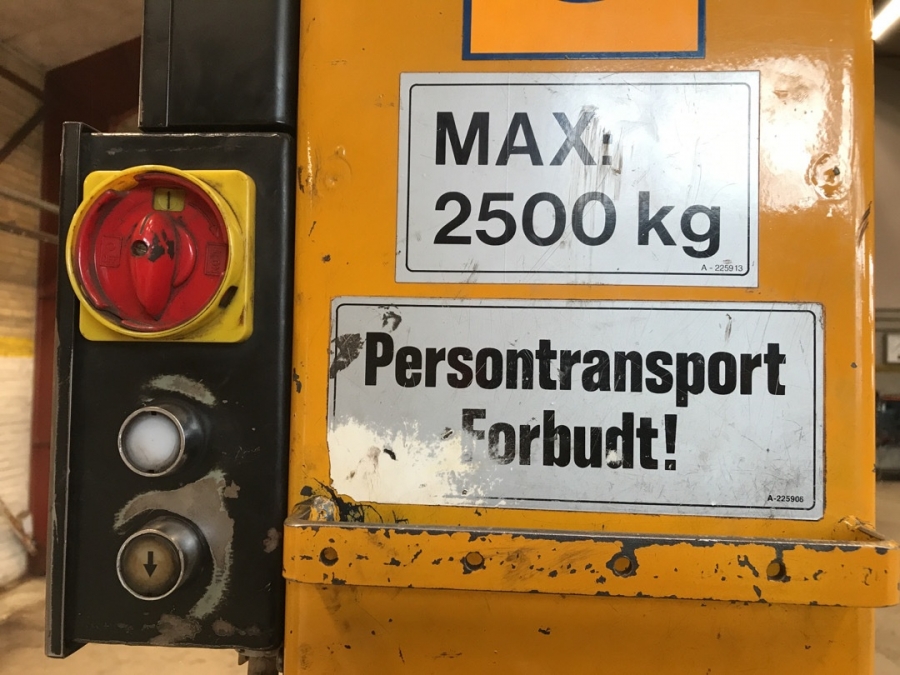 MAX:
2500 kg
A - 225913
Persontransport
Forbudt!
A-225906